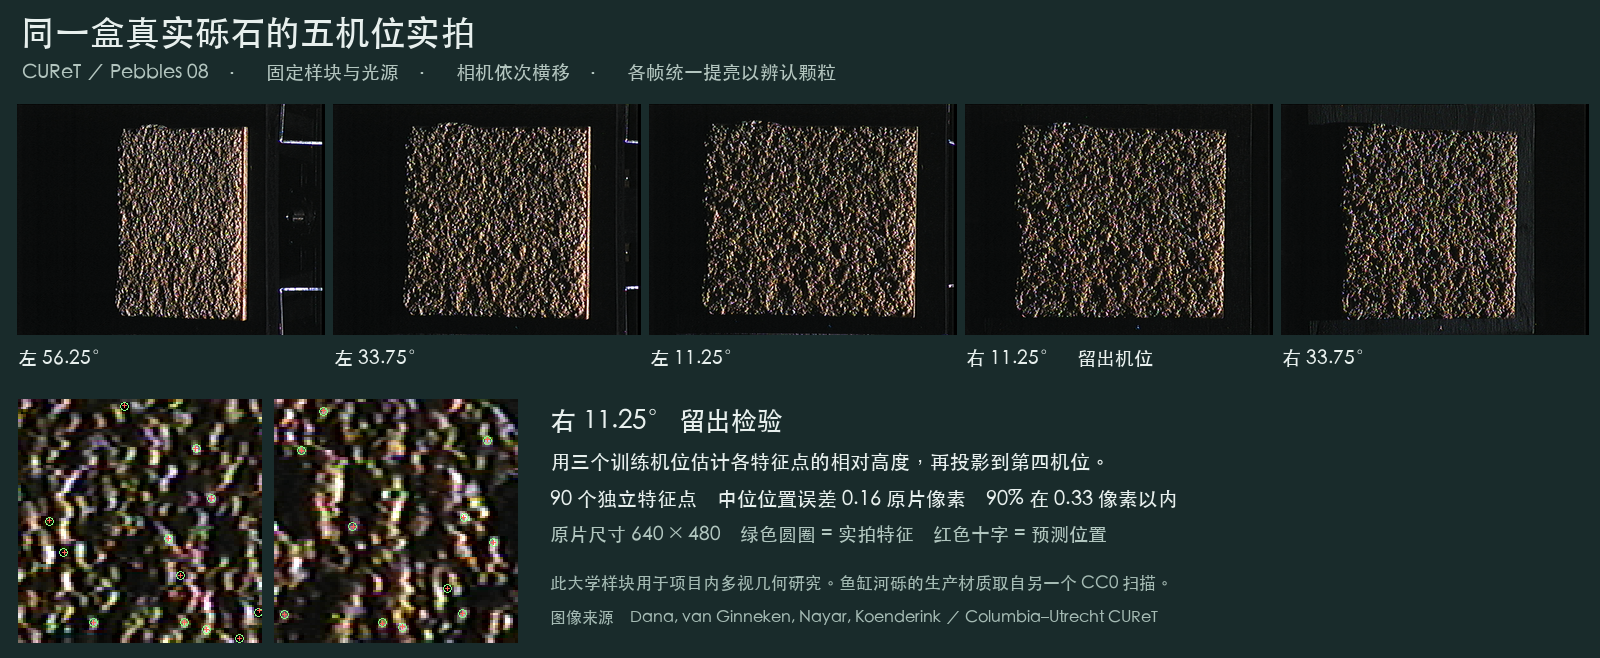 同一盒真实砾石的五机位实拍
CUReT ／ Pebbles 08 · 固定样块与光源 · 相机依次横移 · 各帧统一提亮以辨认颗粒
左 56.25°
左 33.75°
左 11.25°
右 11.25° 留出机位
右 33.75°
右 11.25° 留出检验
用三个训练机位估计各特征点的相对高度，再投影到第四机位。
90 个独立特征点 中位位置误差 0.16 原片像素 90% 在 0.33 像素以内
原片尺寸 640 × 480 绿色圆圈 = 实拍特征 红色十字 = 预测位置
此大学样块用于项目内多视几何研究。鱼缸河砾的生产材质取自另一个 CC0 扫描。
图像来源 Dana, van Ginneken, Nayar, Koenderink ／ Columbia–Utrecht CUReT